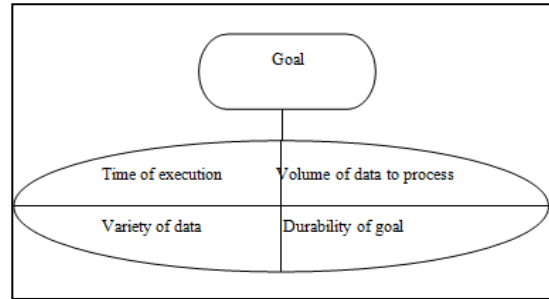 Goal
Time of execution
Volume of data to process
Variety of data
Durability of goal